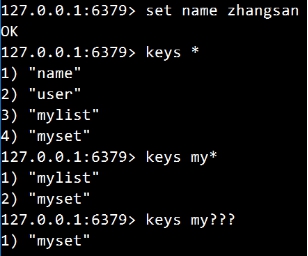 127.0.0.1:6379> set name zhangsan
OK
127.0.0.1:6379> keys *
1) "name"
2) "user"
3) "mylist"
4) "myset"
127.0.0.1:6379> keys my*
1) "mylist"
2) "myset"
127.0.0.1:6379> keys my???
1) "myset"